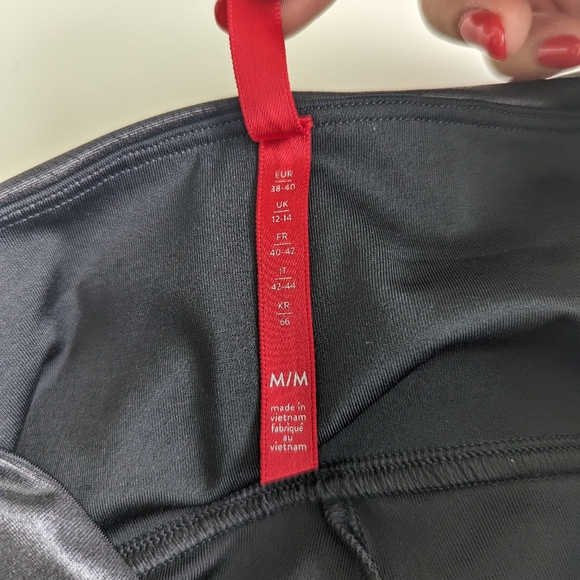 EUR
38-40
UK
12-14
FR
40-42
IT
42-44
KR
66
M/M
made in
vietnam
fabriqué
au
vietnam